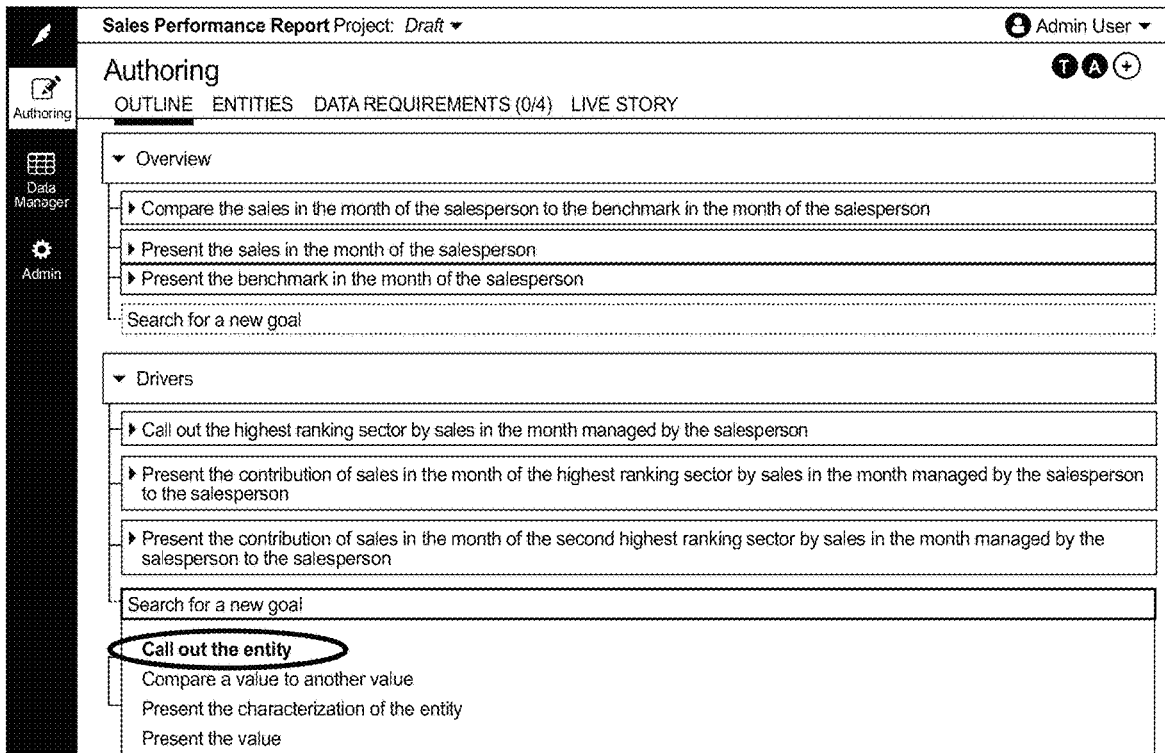 Sales Performance Report Project: Draft
Admin User
Authoring
T A +
Authoring
OUTLINE ENTITIES DATA REQUIREMENTS (0/4) LIVE STORY
Overview
Data
Manager
Compare the sales in the month of the salesperson to the benchmark in the month of the salesperson
Present the sales in the month of the salesperson
Admin
Present the benchmark in the month of the salesperson
Search for a new goal
Drivers
Call out the highest ranking sector by sales in the month managed by the salesperson
Present the contribution of sales in the month of the highest ranking sector by sales in the month managed by the salesperson
to the salesperson
Present the contribution of sales in the month of the second highest ranking sector by sales in the month managed by the
salesperson to the salesperson
Search for a new goal
Call out the entity
Compare a value to another value
Present the characterization of the entity
Present the value